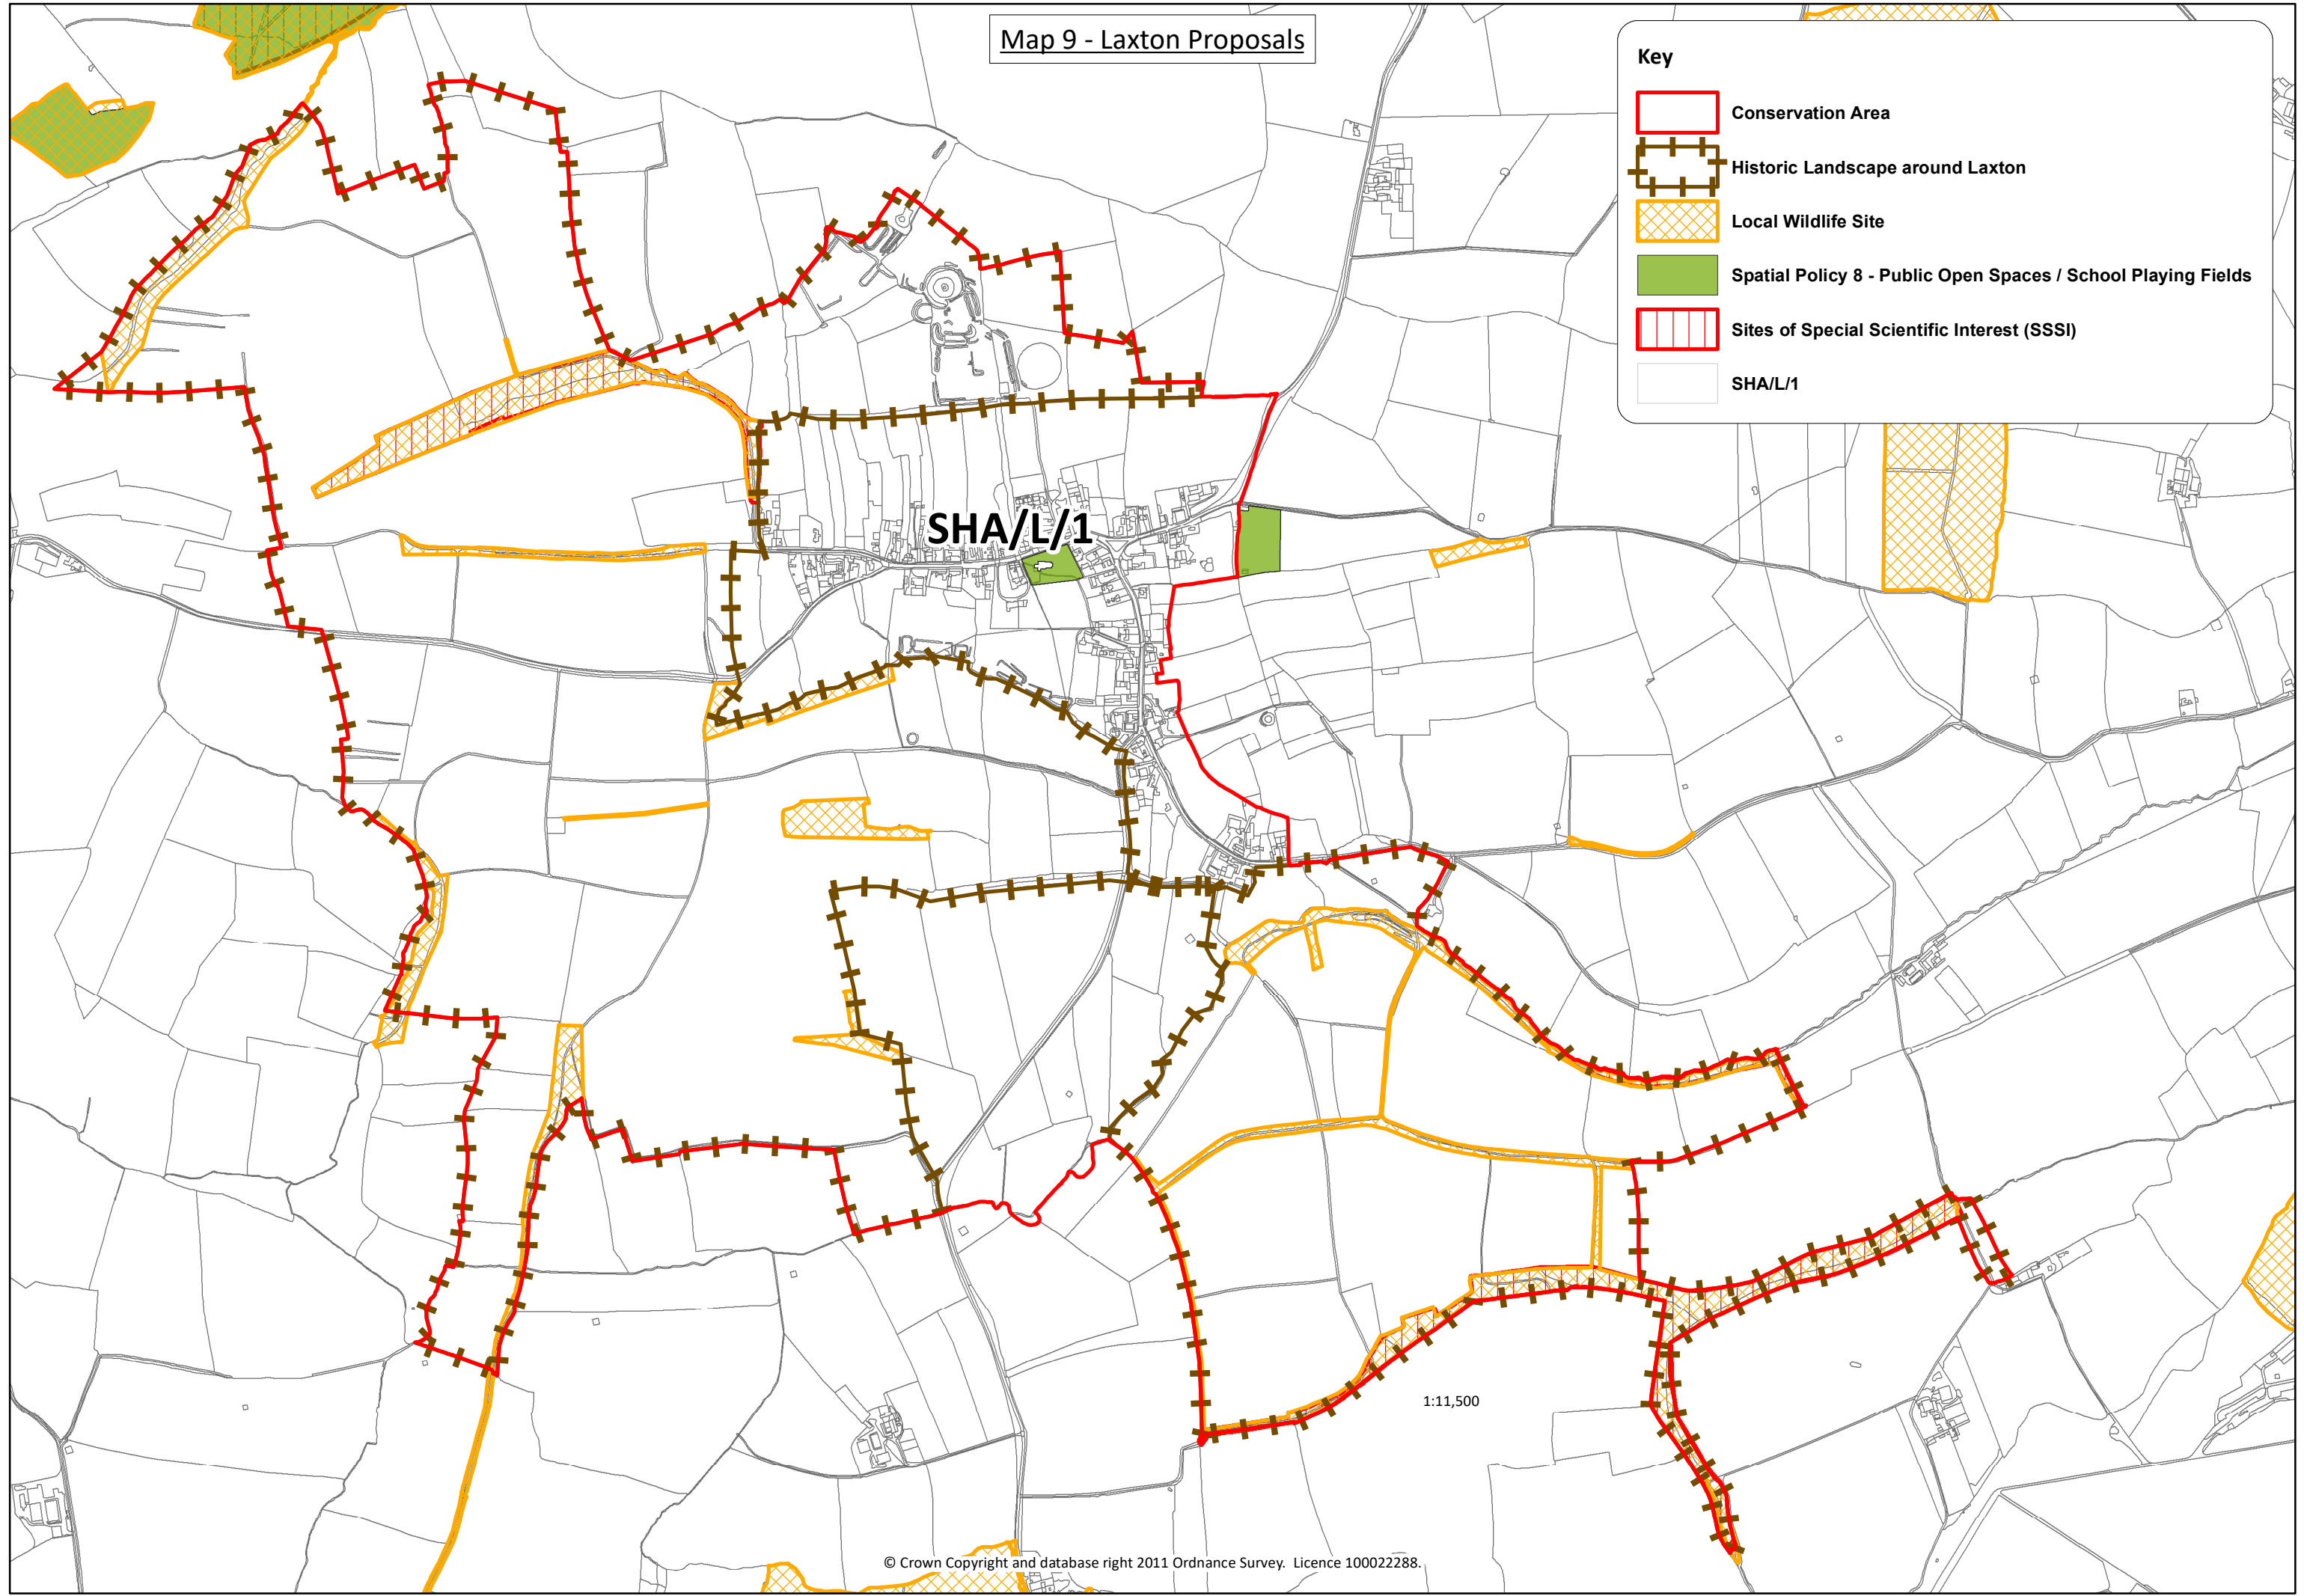 Map 9 - Laxton Proposals
Key
Conservation Area
Historic Landscape around Laxton
Local Wildlife Site
Spatial Policy 8 - Public Open Spaces / School Playing Fields
Sites of Special Scientific Interest (SSSI)
SHA/L/1
SHA/L/1
1:11,500
© Crown Copyright and database right 2011 Ordnance Survey. Licence 100022288.